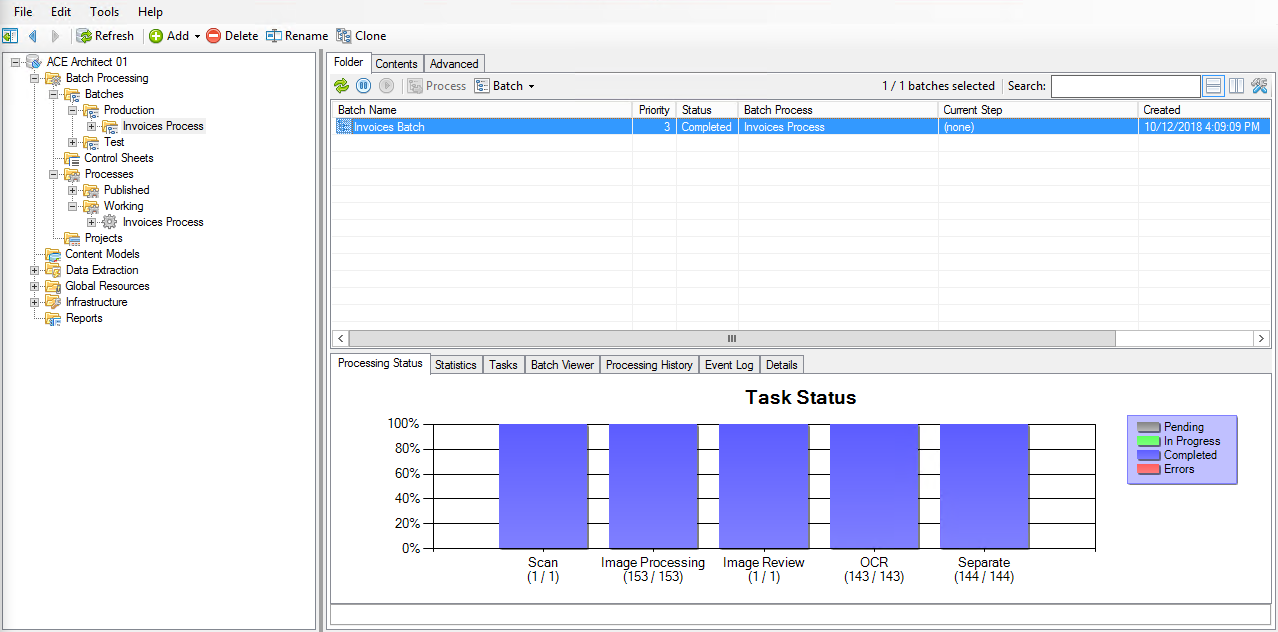 File Edit Tools Help
Refresh Add Delete Rename Clone
ACE Architect 01
Batch Processing
Batches
Production
Invoices Process
Test
Control Sheets
Processes
Published
Working
Invoices Process
Projects
Content Models
Data Extraction
Global Resources
Infrastructure
Reports
Folder Contents Advanced
Process Batch 1 / 1 batches selected Search:
Batch Name Priority Status Batch Process Current Step Created
Invoices Batch 3 Completed Invoices Process (none) 10/12/2018 4:09:09 PM
Processing Status Statistics Tasks Batch Viewer Processing History Event Log Details
Task Status
100%
80%
60%
40%
20%
0%
Pending
In Progress
Completed
Errors
Scan Image Processing Image Review OCR Separate
(1 / 1) (153 / 153) (1 / 1) (143 / 143) (144 / 144)